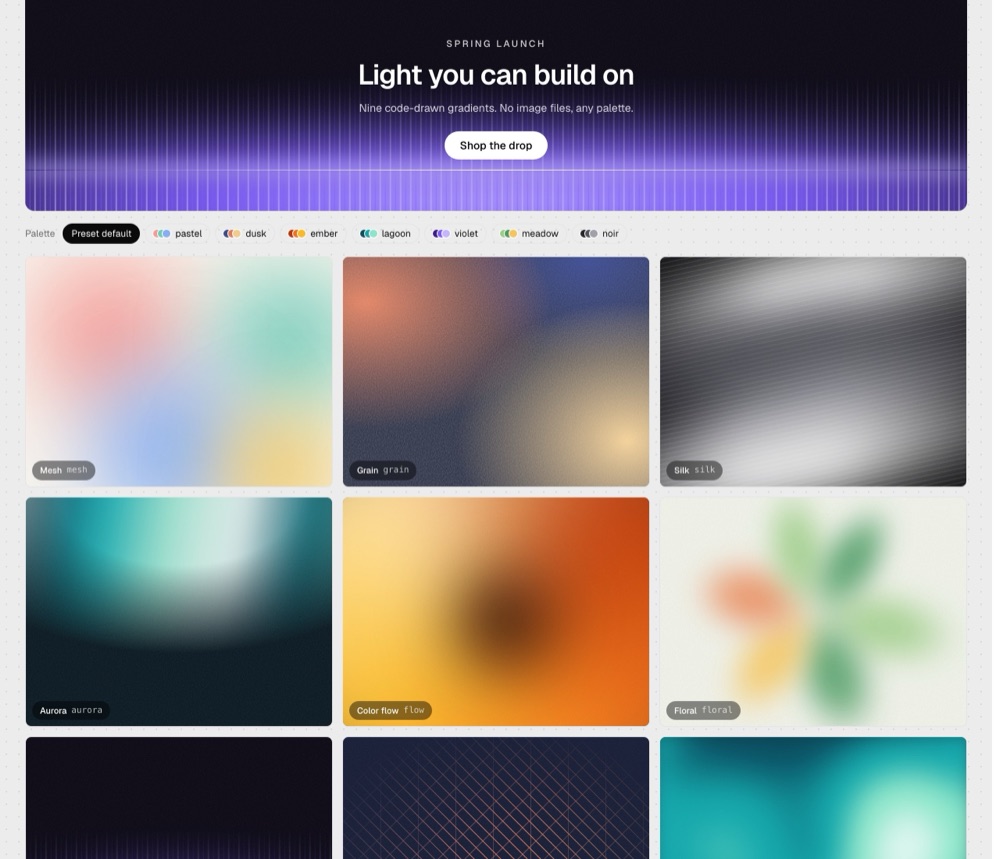 SPRING LAUNCH
Light you can build on
Nine code-drawn gradients. No image files, any palette.
Shop the drop
Palette Preset default pastel dusk ember lagoon violet meadow noir
Mesh mesh
Grain grain
Silk silk
Aurora aurora
Color flow flow
Floral floral